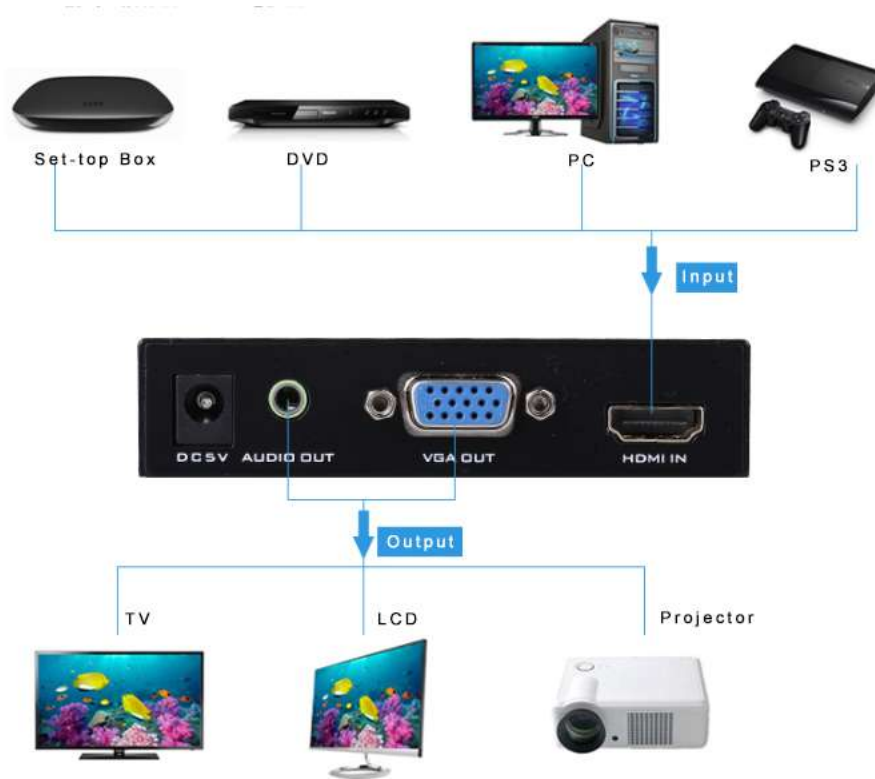 Set-top Box
DVD
PC
PS3
Input
DC5V
AUDIO OUT
VGA OUT
HDMI IN
Output
TV
LCD
Projector